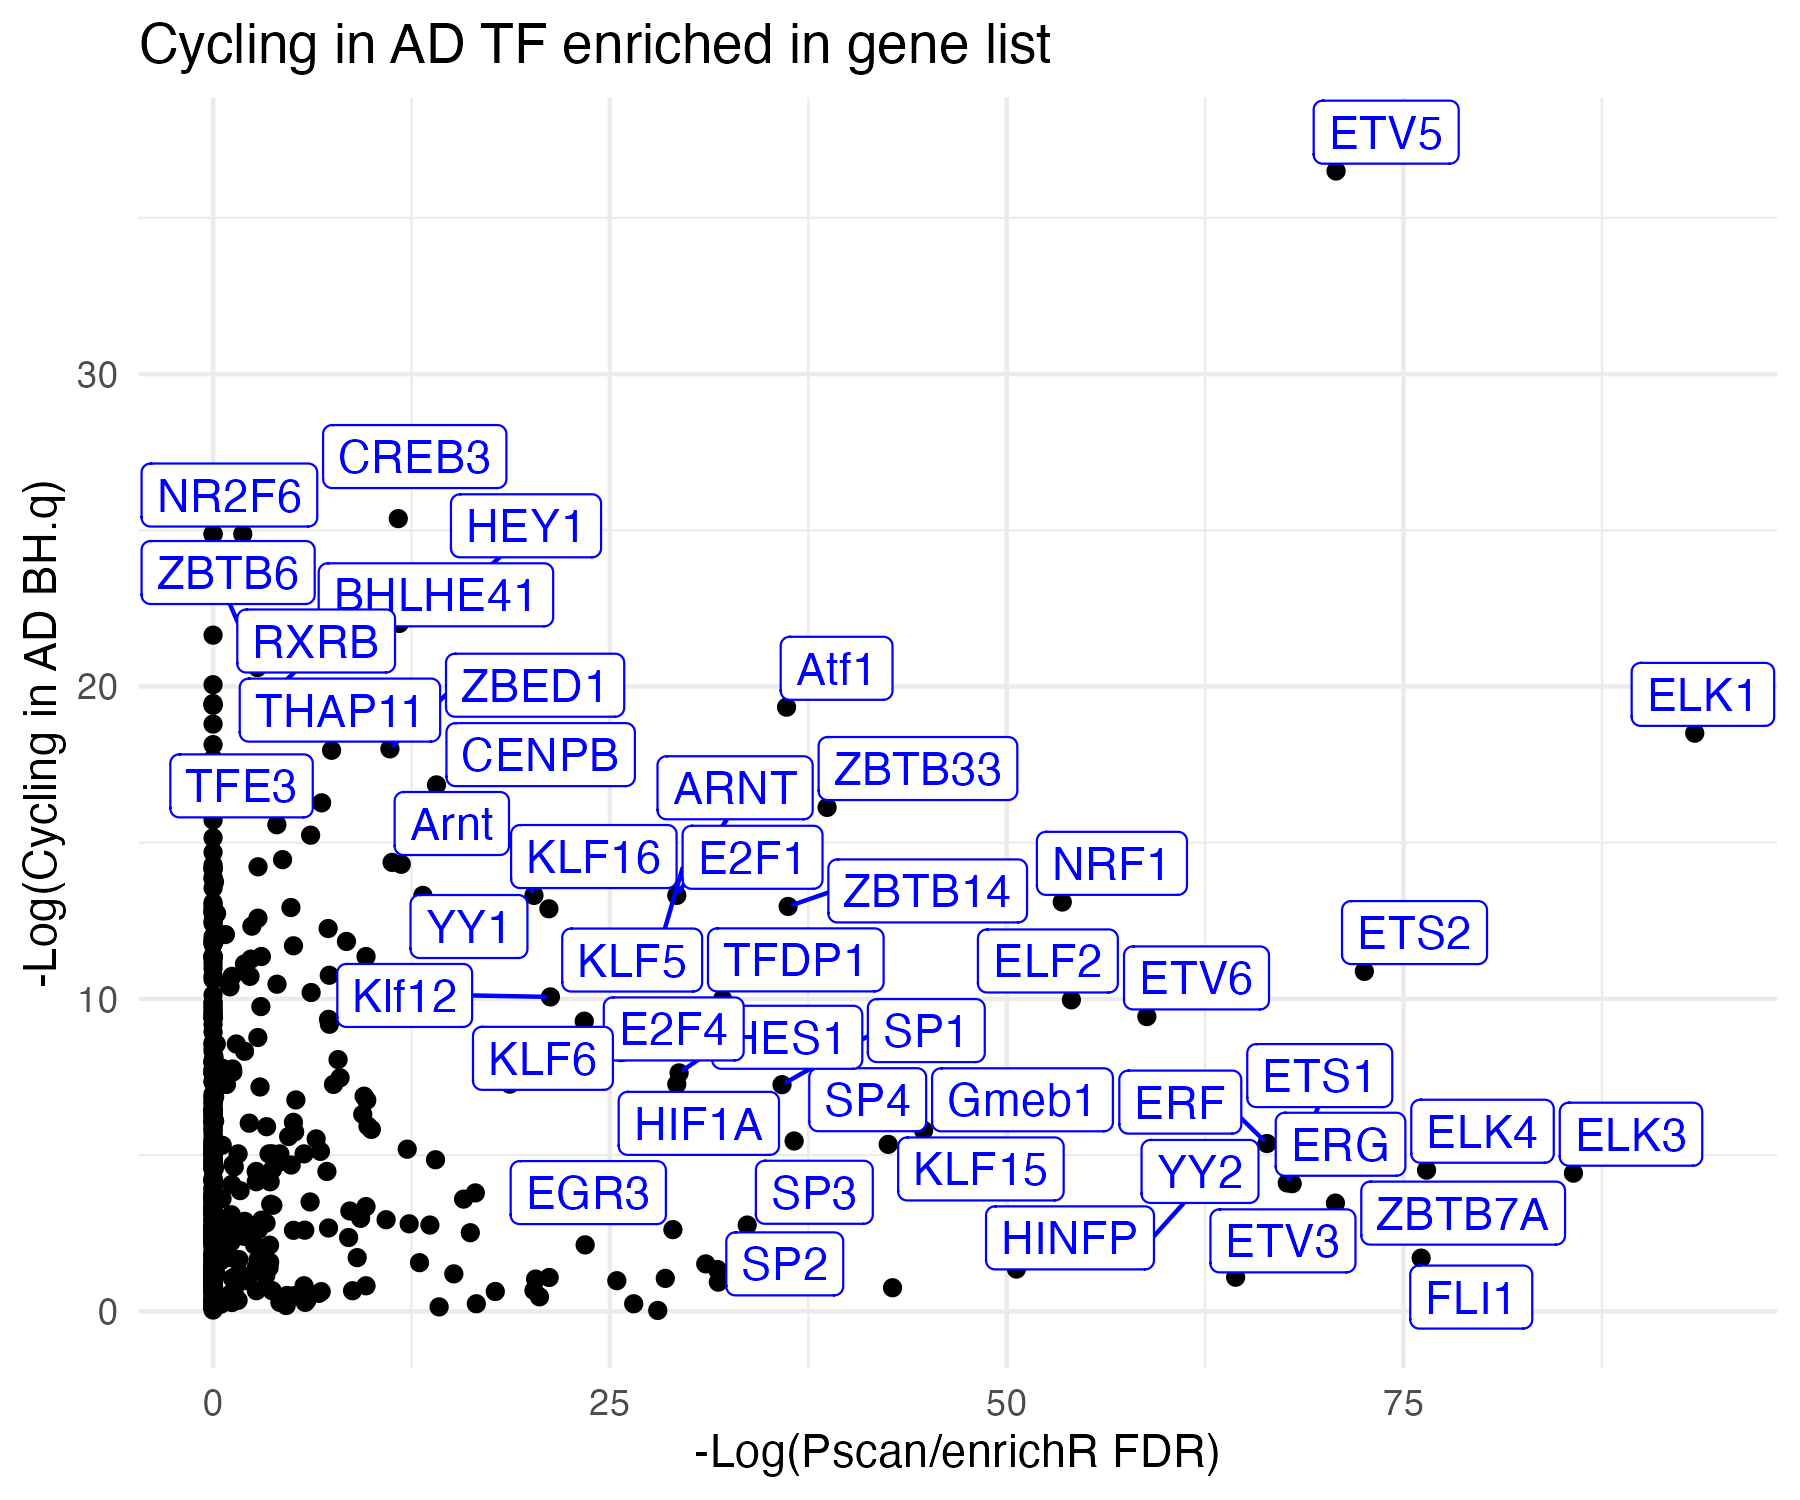 Cycling in AD TF enriched in gene list
ETV5
30
CREB3
NR2F6
HEY1
ZBTB6
BHLHE41
RXRB
Atf1
ZBED1
20
ELK1
THAP11
CENPB
ZBTB33
TFE3
ARNT
Arnt
KLF16
E2F1
NRF1
ZBTB14
YY1
ETS2
KLF5
TFDP1
ELF2
ETV6
Klf12
10
E2F4
HES1
SP1
KLF6
ETS1
SP4
Gmeb1
ERF
HIF1A
ELK4
ELK3
ERG
KLF15
YY2
EGR3
SP3
ZBTB7A
HINFP
ETV3
SP2
FLI1
0
-Log(Cycling in AD BH.q)
0
25
50
75
-Log(Pscan/enrichR FDR)